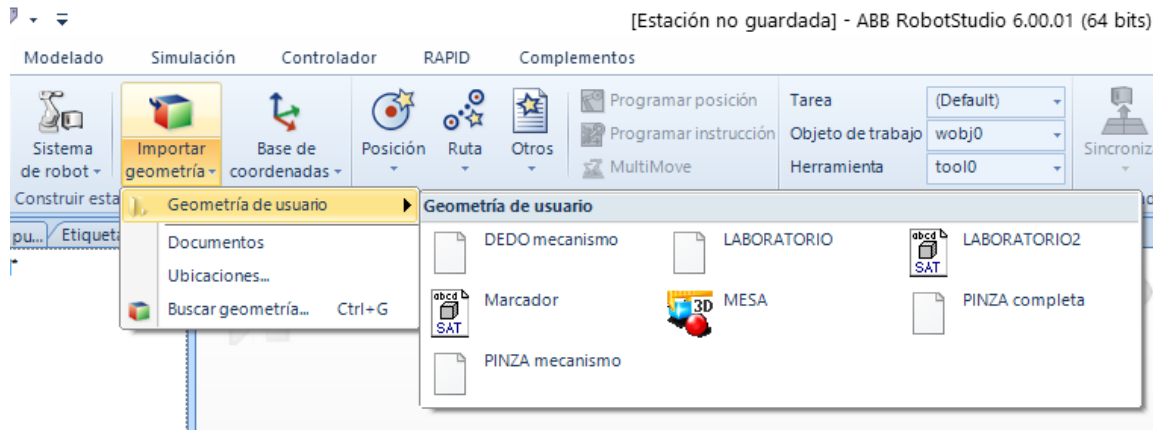 [Estación no guardada] - ABB RobotStudio 6.00.01 (64 bits)
Modelado Simulación Controlador RAPID Complementos
Sistema de robot
Importar geometría
Base de coordenadas
Posición
Ruta
Otros
Programar posición
Programar instrucción
MultiMove
Tarea (Default)
Objeto de trabajo wobj0
Herramienta tool0
Sincroniz
Construir esta
pu... Etiquet
Geometría de usuario
Documentos
Ubicaciones...
Buscar geometría... Ctrl+G
Geometría de usuario
DEDO mecanismo
LABORATORIO
abcd
SAT
LABORATORIO2
abcd
SAT
Marcador
3D
MESA
PINZA completa
PINZA mecanismo